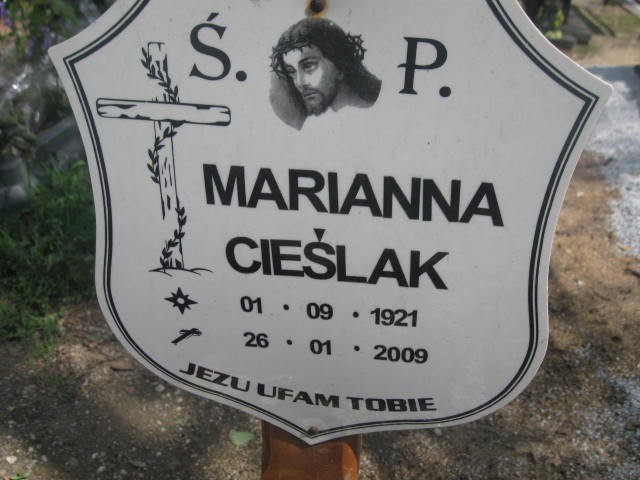 Ś. P.
MARIANNA
CIEŚLAK
01 · 09 · 1921
26 · 01 · 2009
JEZU UFAM TOBIE